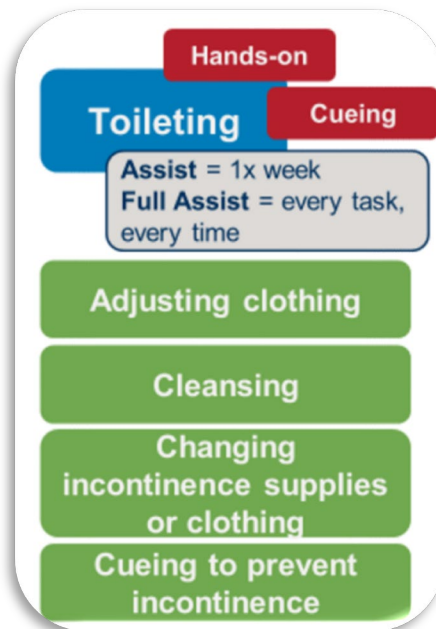 Hands-on
Toileting
Cueing
Assist = 1x week
Full Assist = every task,
every time
Adjusting clothing
Cleansing
Changing
incontinence supplies
or clothing
Cueing to prevent
incontinence